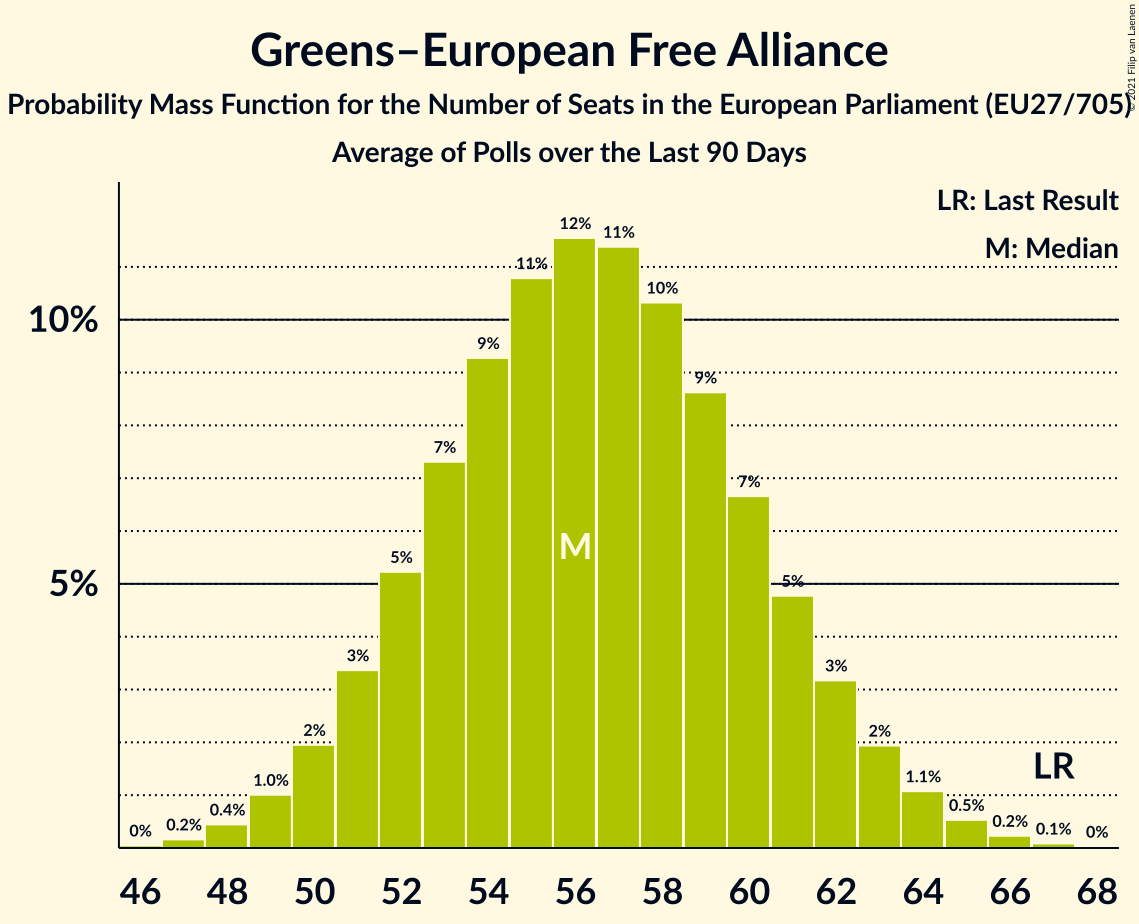 Greens–European Free Alliance
Probability Mass Function for the Number of Seats in the European Parliament (EU27/705)
Average of Polls over the Last 90 Days
© 2021 Filip van Laenen
LR: Last Result
M: Median
10%
5%
0%
0.2%
0.4%
1.0%
2%
3%
5%
7%
9%
11%
12%
11%
10%
9%
7%
5%
3%
2%
1.1%
0.5%
0.2%
0.1%
0%
M
LR
46 48 50 52 54 56 58 60 62 64 66 68